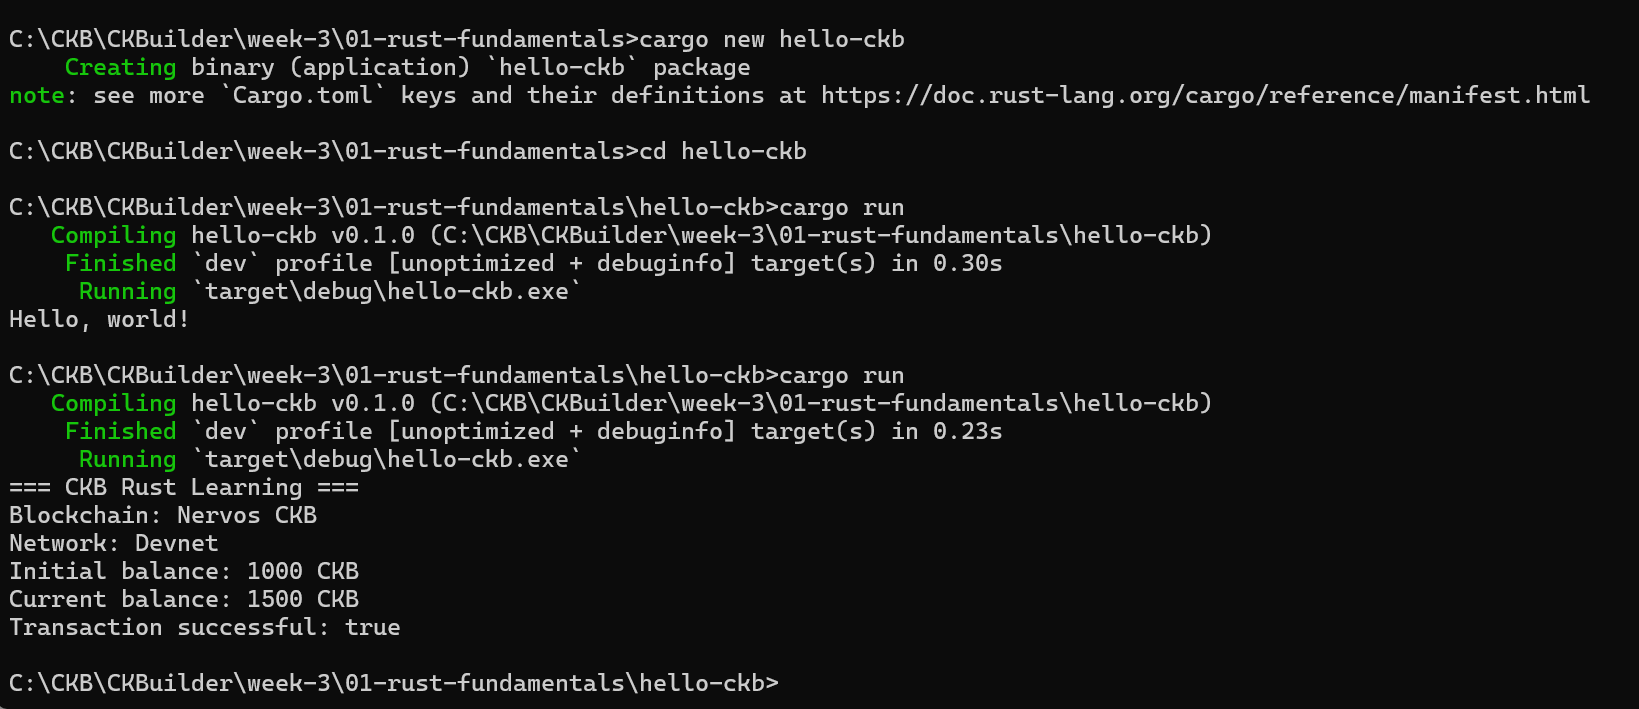 C:\CKB\CKBuilder\week-3\01-rust-fundamentals>cargo new hello-ckb
    Creating binary (application) `hello-ckb` package
note: see more `Cargo.toml` keys and their definitions at https://doc.rust-lang.org/cargo/reference/manifest.html
C:\CKB\CKBuilder\week-3\01-rust-fundamentals>cd hello-ckb
C:\CKB\CKBuilder\week-3\01-rust-fundamentals\hello-ckb>cargo run
   Compiling hello-ckb v0.1.0 (C:\CKB\CKBuilder\week-3\01-rust-fundamentals\hello-ckb)
    Finished `dev` profile [unoptimized + debuginfo] target(s) in 0.30s
     Running `target\debug\hello-ckb.exe`
Hello, world!
C:\CKB\CKBuilder\week-3\01-rust-fundamentals\hello-ckb>cargo run
   Compiling hello-ckb v0.1.0 (C:\CKB\CKBuilder\week-3\01-rust-fundamentals\hello-ckb)
    Finished `dev` profile [unoptimized + debuginfo] target(s) in 0.23s
     Running `target\debug\hello-ckb.exe`
=== CKB Rust Learning ===
Blockchain: Nervos CKB
Network: Devnet
Initial balance: 1000 CKB
Current balance: 1500 CKB
Transaction successful: true
C:\CKB\CKBuilder\week-3\01-rust-fundamentals\hello-ckb>